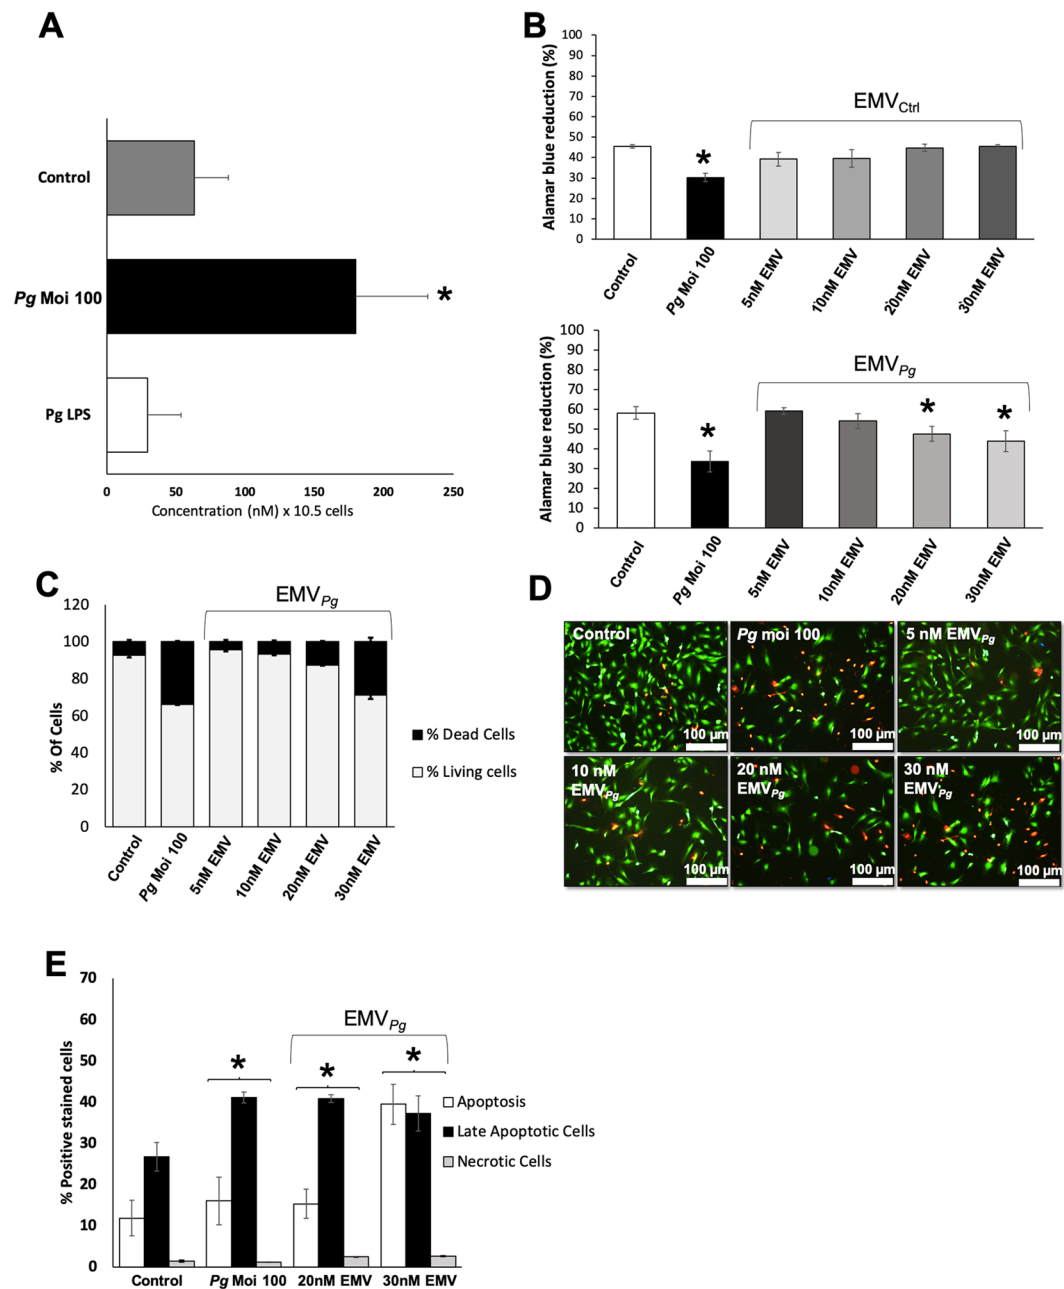 A
Control
Pg Moi 100
*
Pg LPS
0 50 100 150 200 250
Concentration (nM) x 10.5 cells
B
Alamar blue reduction (%)
100
90
80
70
60
50
40
30
20
10
0
EMVCtrl
*
Control
Pg Moi 100
5nM EMV
10nM EMV
20nM EMV
30nM EMV
Alamar blue reduction (%)
100
90
80
70
60
50
40
30
20
10
0
EMVPg
* * *
Control
Pg Moi 100
5nM EMV
10nM EMV
20nM EMV
30nM EMV
C
% Of Cells
120
100
80
60
40
20
0
EMVPg
% Dead Cells
% Living cells
Control
Pg Moi 100
5nM EMV
10nM EMV
20nM EMV
30nM EMV
D
Control
100 µm
Pg moi 100
100 µm
5 nM EMVPg
100 µm
10 nM
EMVPg
100 µm
20 nM
EMVPg
100 µm
30 nM
EMVPg
100 µm
E
% Positive stained cells
70
60
50
40
30
20
10
0
EMVPg
* * *
Apoptosis
Late Apoptotic Cells
Necrotic Cells
Control
Pg Moi 100
20nM EMV
30nM EMV